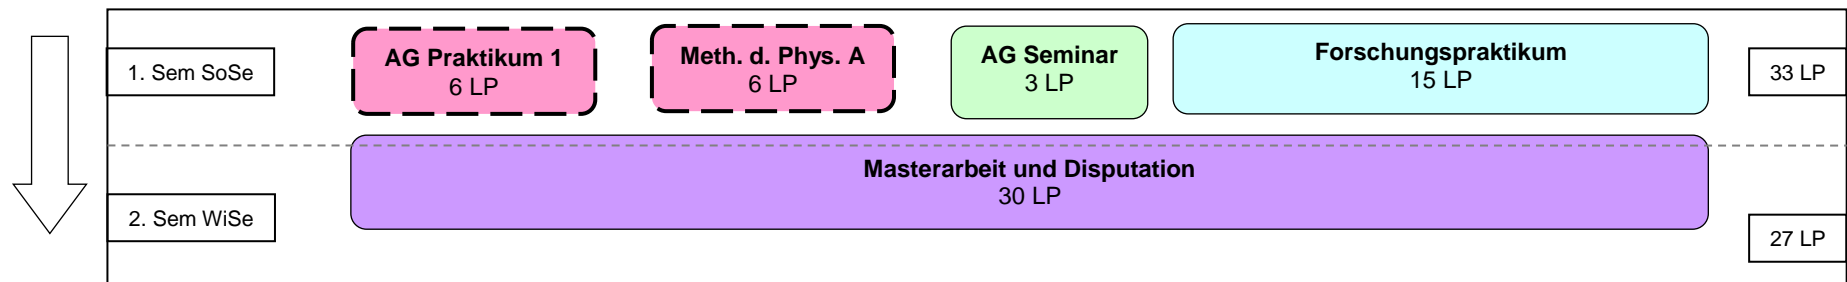 1. Sem SoSe
AG Praktikum 1
6 LP
Meth. d. Phys. A
6 LP
AG Seminar
3 LP
Forschungspraktikum
15 LP
33 LP
Masterarbeit und Disputation
30 LP
2. Sem WiSe
27 LP